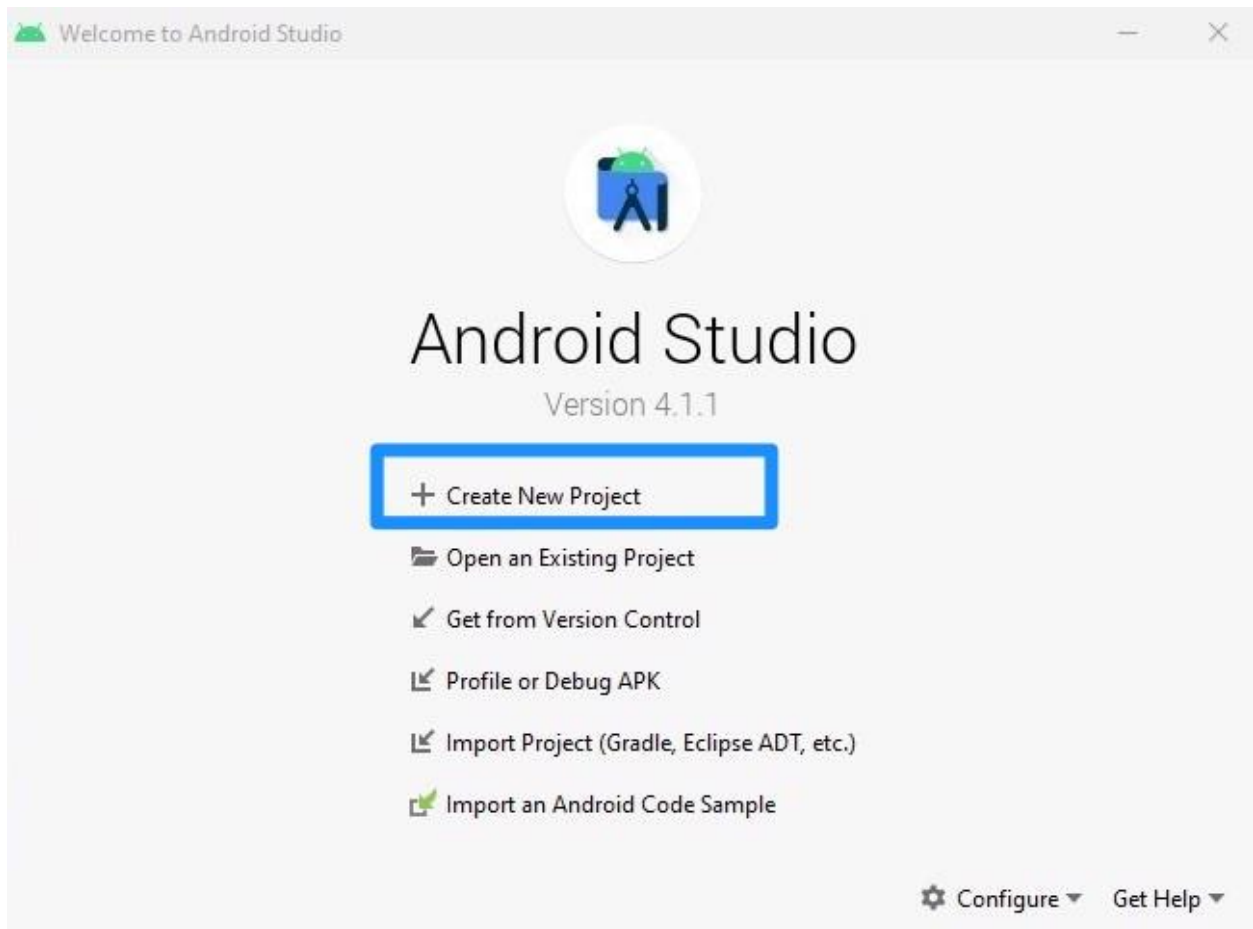 Welcome to Android Studio
Android Studio
Version 4.1.1
Create New Project
Open an Existing Project
Get from Version Control
Profile or Debug APK
Import Project (Gradle, Eclipse ADT, etc.)
Import an Android Code Sample
Configure Get Help